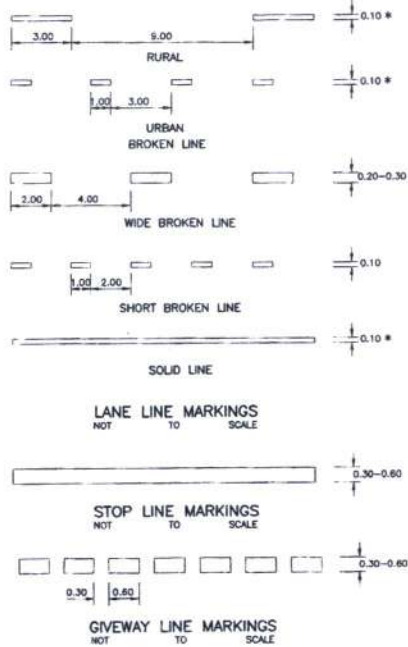 0.10 *
3.00 9.00
RURAL
0.10 *
1.00 3.00
URBAN
BROKEN LINE
0.20-0.30
2.00 4.00
WIDE BROKEN LINE
0.10
1.00 2.00
SHORT BROKEN LINE
0.10 *
SOLID LINE
LANE LINE MARKINGS
NOT TO SCALE
0.30-0.60
STOP LINE MARKINGS
NOT TO SCALE
0.30-0.60
0.30 0.60
GIVEWAY LINE MARKINGS
NOT TO SCALE